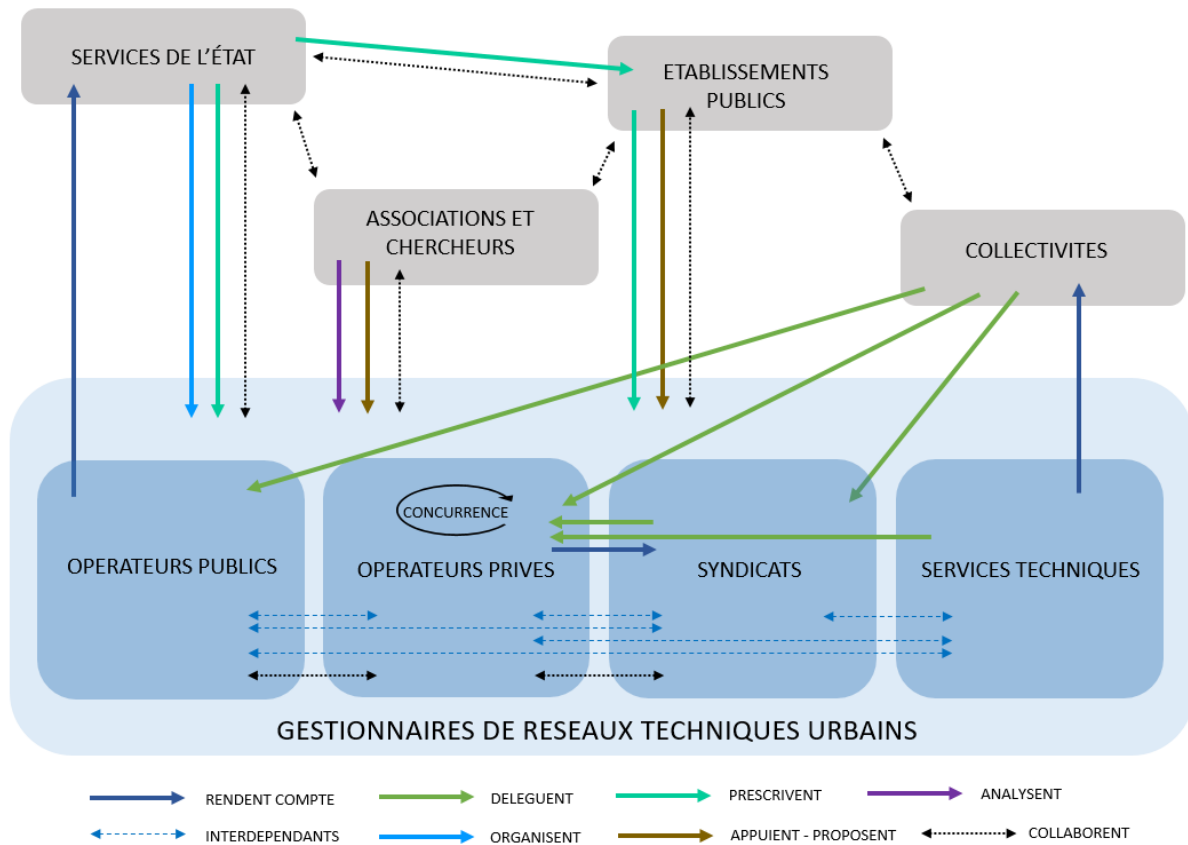 SERVICES DE L'ÉTAT
ETABLISSEMENTS
PUBLICS
ASSOCIATIONS ET
CHERCHEURS
COLLECTIVITES
CONCURRENCE
OPERATEURS PUBLICS
OPERATEURS PRIVES
SYNDICATS
SERVICES TECHNIQUES
GESTIONNAIRES DE RESEAUX TECHNIQUES URBAINS
RENDENT COMPTE
DELEGUENT
PRESCRIVENT
ANALYSENT
INTERDEPENDANTS
ORGANISENT
APPUIENT - PROPOSENT
COLLABORENT